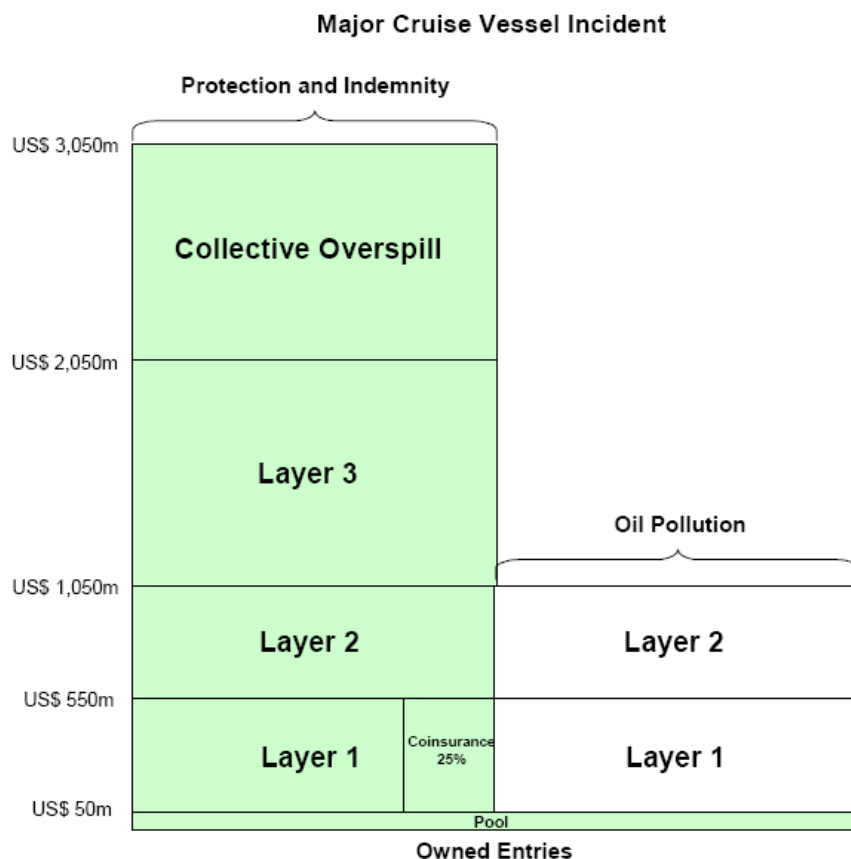 Major Cruise Vessel Incident
Protection and Indemnity
US$ 3,050m
Collective Overspill
US$ 2,050m
Layer 3
Oil Pollution
US$ 1,050m
Layer 2
Layer 2
US$ 550m
Layer 1
Coinsurance
25%
Layer 1
US$ 50m
Pool
Owned Entries